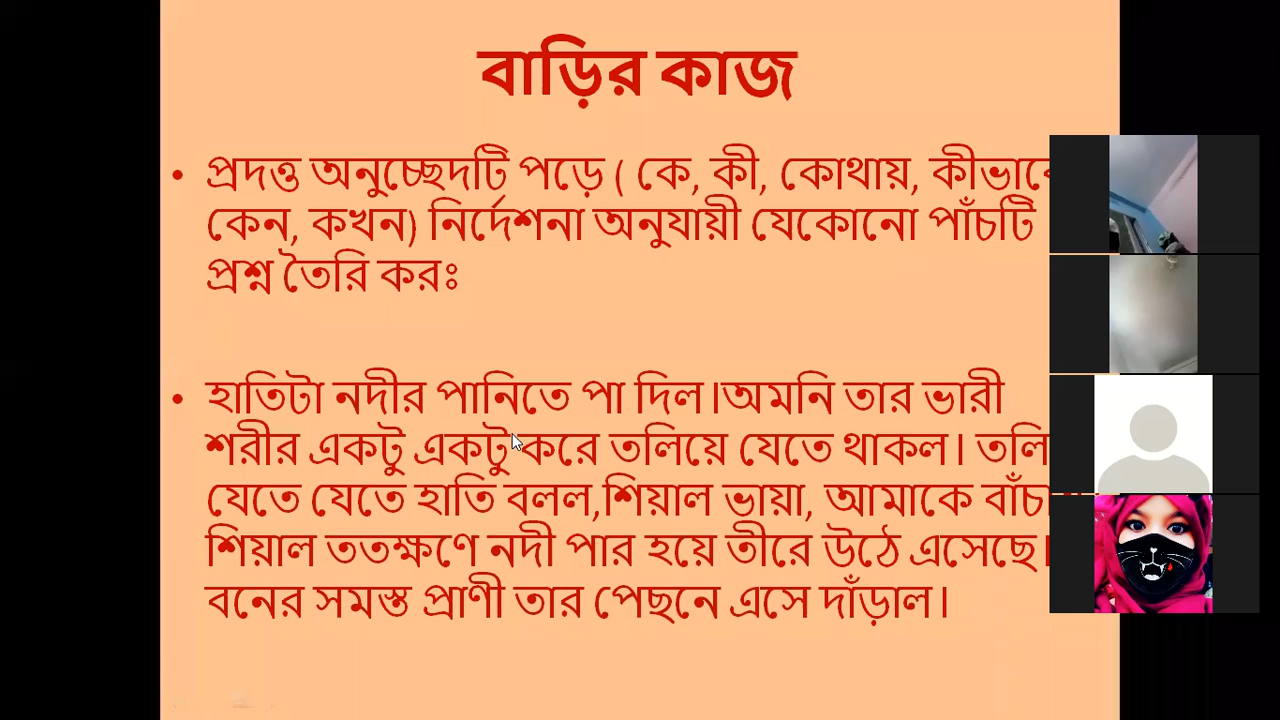 বাড়ির কাজ
• প্রদত্ত অনুচ্ছেদটি পড়ে ( কে, কী, কোথায়,
কেন, কখন) নির্দেশনা অনুযায়ী যেকোনো পাঁচটি
প্রশ্ন তৈরি করঃ
• হাতিটা নদীর পানিতে পা দিল।অমনি তার ভারী
শরীর একটু একটু করে তলিয়ে যেতে থাকল।
যেতে যেতে হাতি বলল,শিয়াল ভায়া, আমাকে
শিয়াল ততক্ষণে নদী পার হয়ে তীরে উঠে এসেছে।
বনের সমস্ত প্রাণী তার পেছনে এসে দাঁড়াল।